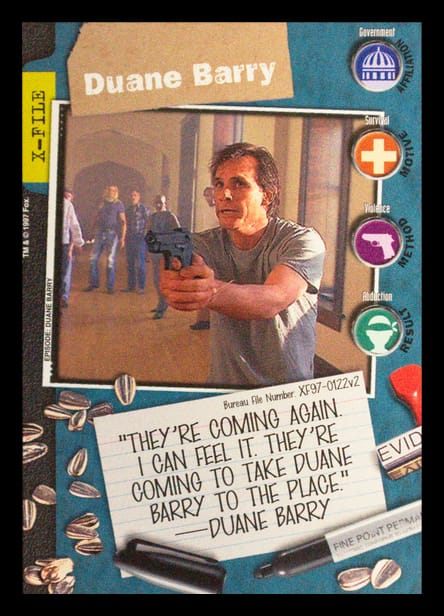 Duane Barry
X-FILE
TM & © 1997 Fox.
EPISODE: DUANE BARRY
Government
AFFILIATION
Survival
MOTIVE
Violence
METHOD
Abduction
RESULT
Bureau File Number: XF97-0122v2
"THEY'RE COMING AGAIN.
I CAN FEEL IT. THEY'RE
COMING TO TAKE DUANE
BARRY TO THE PLACE."
—DUANE BARRY
EVID
FINE POINT PERMA